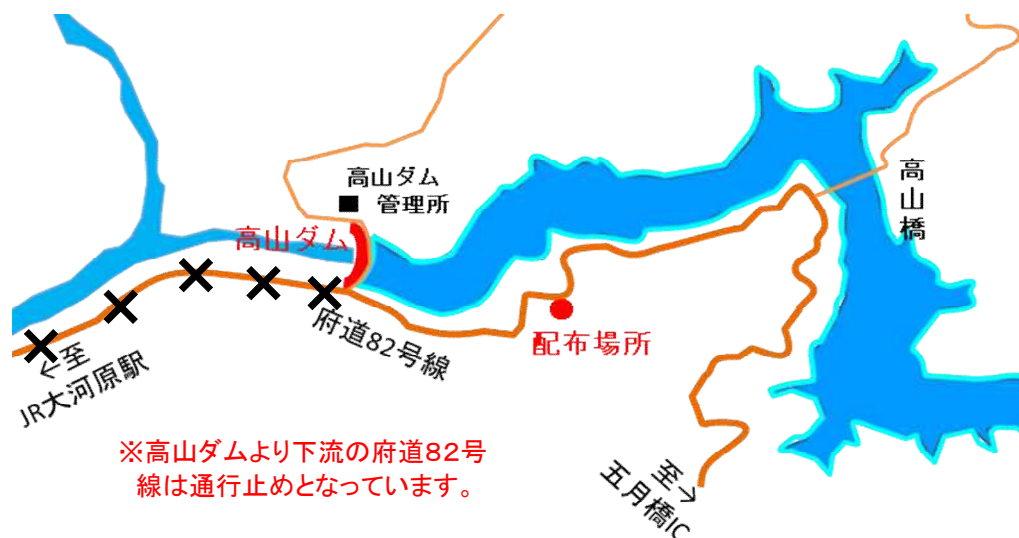 高山ダム
管理所
高山ダム
高山橋
府道82号線
配布場所
←至
JR大河原駅
※高山ダムより下流の府道82号
線は通行止めとなっています。
至→
五月橋IC